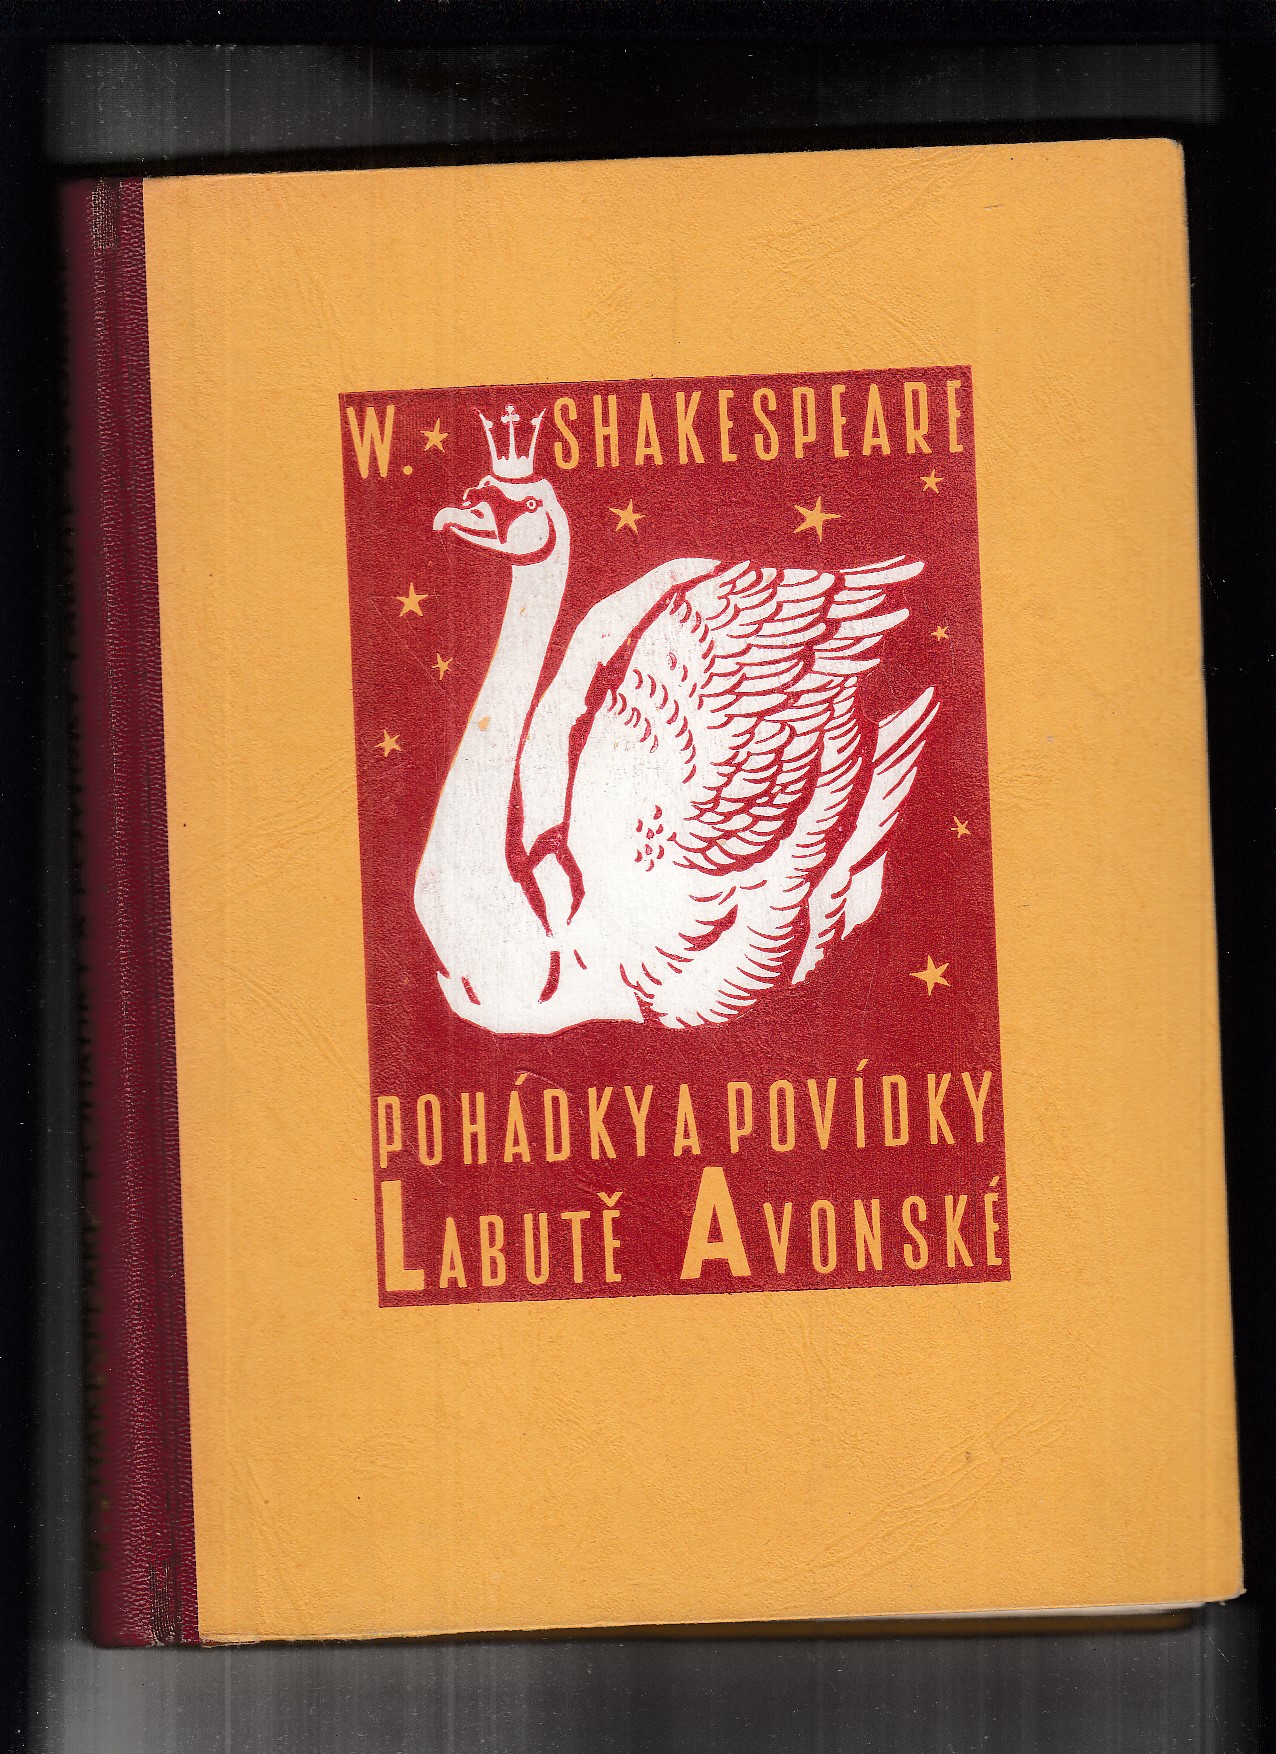 W. SHAKESPEARE
POHÁDKY A POVÍDKY
LABUTĚ AVONSKÉ